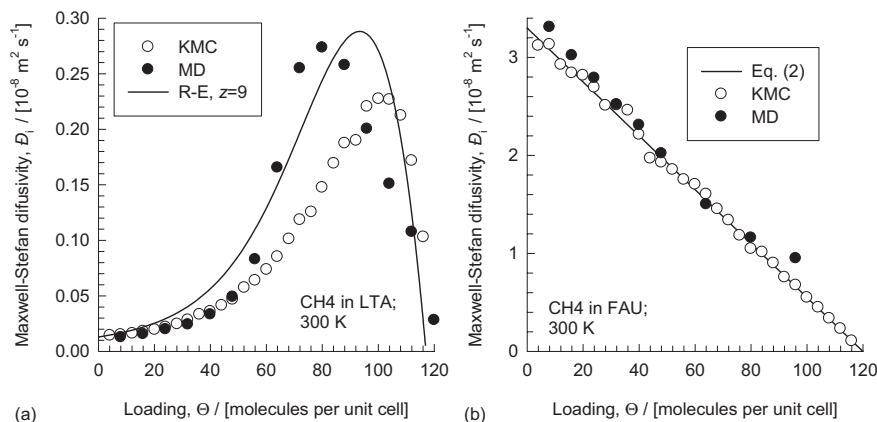 0.30
0.25
0.20
0.15
0.10
0.05
0.00
Maxwell-Stefan difusivity, Đi / [10-8 m2 s-1]
KMC
MD
R-E, z=9
CH4 in LTA;
300 K
0 20 40 60 80 100 120
(a)
Loading, Θ / [molecules per unit cell]
3
2
1
0
Maxwell-Stefan difusivity, Đi / [10-8 m2 s-1]
Eq. (2)
KMC
MD
CH4 in FAU;
300 K
0 20 40 60 80 100 120
(b)
Loading, Θ / [molecules per unit cell]